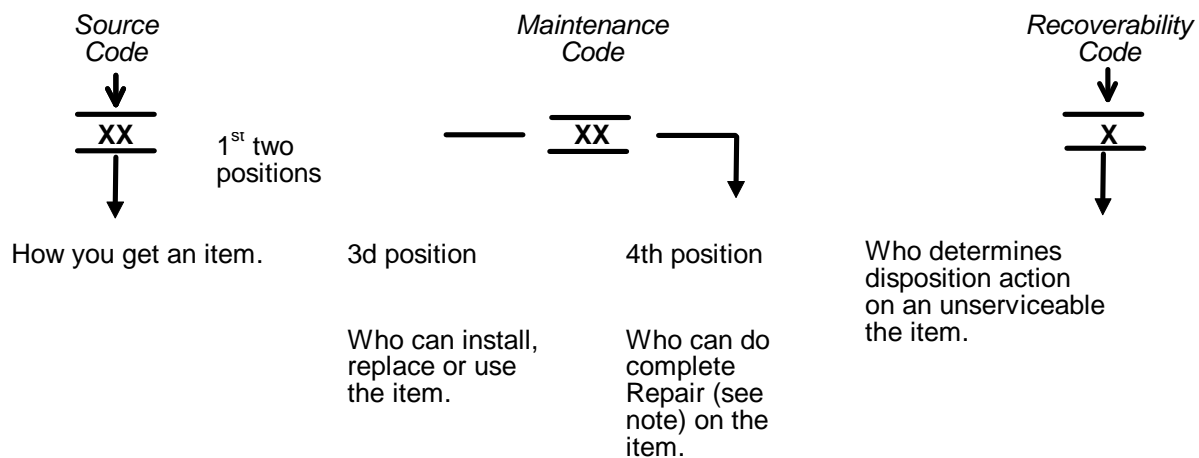 Source
Code
Maintenance
Code
Recoverability
Code
XX
1st two
positions
XX
X
How you get an item.
3d position
4th position
Who determines
disposition action
on an unserviceable
the item.
Who can install,
replace or use
the item.
Who can do
complete
Repair (see
note) on the
item.